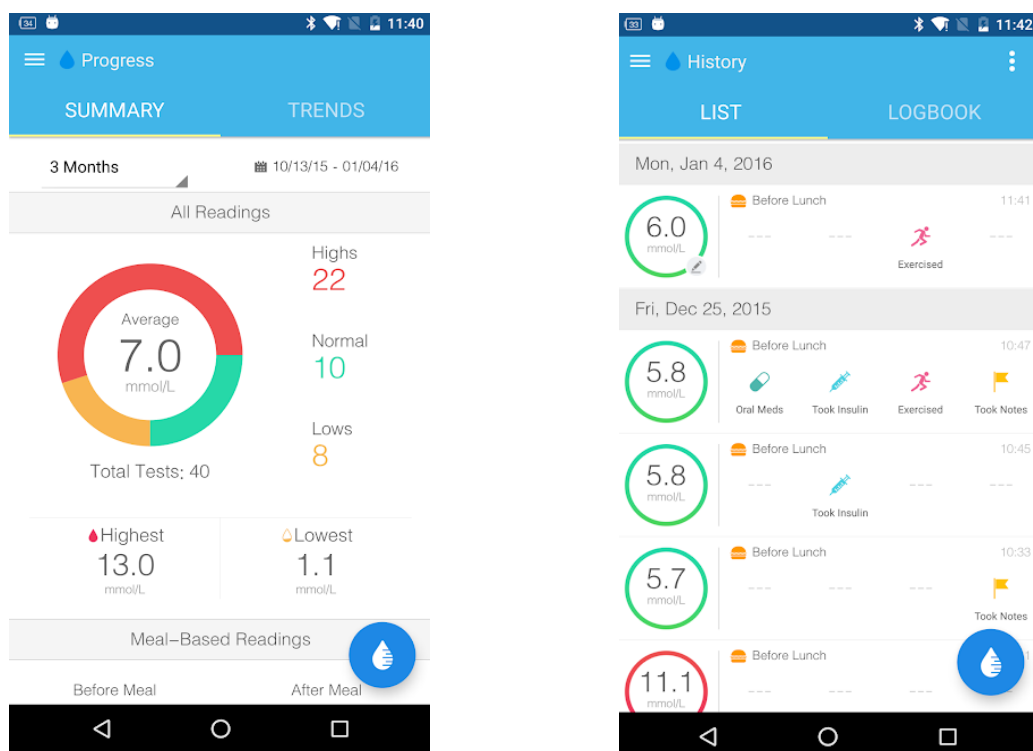 34
11:40
Progress
SUMMARY
TRENDS
3 Months
10/13/15 - 01/04/16
All Readings
Average
7.0
mmol/L
Highs
22
Normal
10
Lows
8
Total Tests: 40
Highest
13.0
mmol/L
Lowest
1.1
mmol/L
Meal-Based Readings
Before Meal
After Meal
33
11:42
History
LIST
LOGBOOK
Mon, Jan 4, 2016
6.0
mmol/L
Before Lunch
11:41
--- --- ---
Exercised
Fri, Dec 25, 2015
5.8
mmol/L
Before Lunch
10:47
Oral Meds Took Insulin Exercised Took Notes
5.8
mmol/L
Before Lunch
10:45
--- --- ---
Took Insulin
5.7
mmol/L
Before Lunch
10:33
--- --- ---
Took Notes
11.1
mmol/L
Before Lunch
--- --- ---